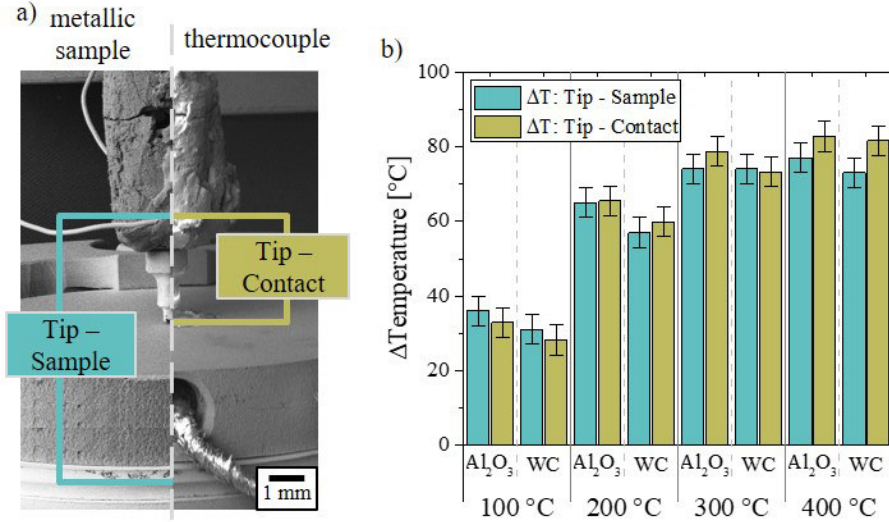 a)
metallic
sample
thermocouple
Tip –
Contact
Tip –
Sample
1 mm
b)
ΔTemperature [°C]
100
80
60
40
20
0
ΔT: Tip - Sample
ΔT: Tip - Contact
Al₂O₃ WC Al₂O₃ WC Al₂O₃ WC Al₂O₃ WC
100 °C 200 °C 300 °C 400 °C